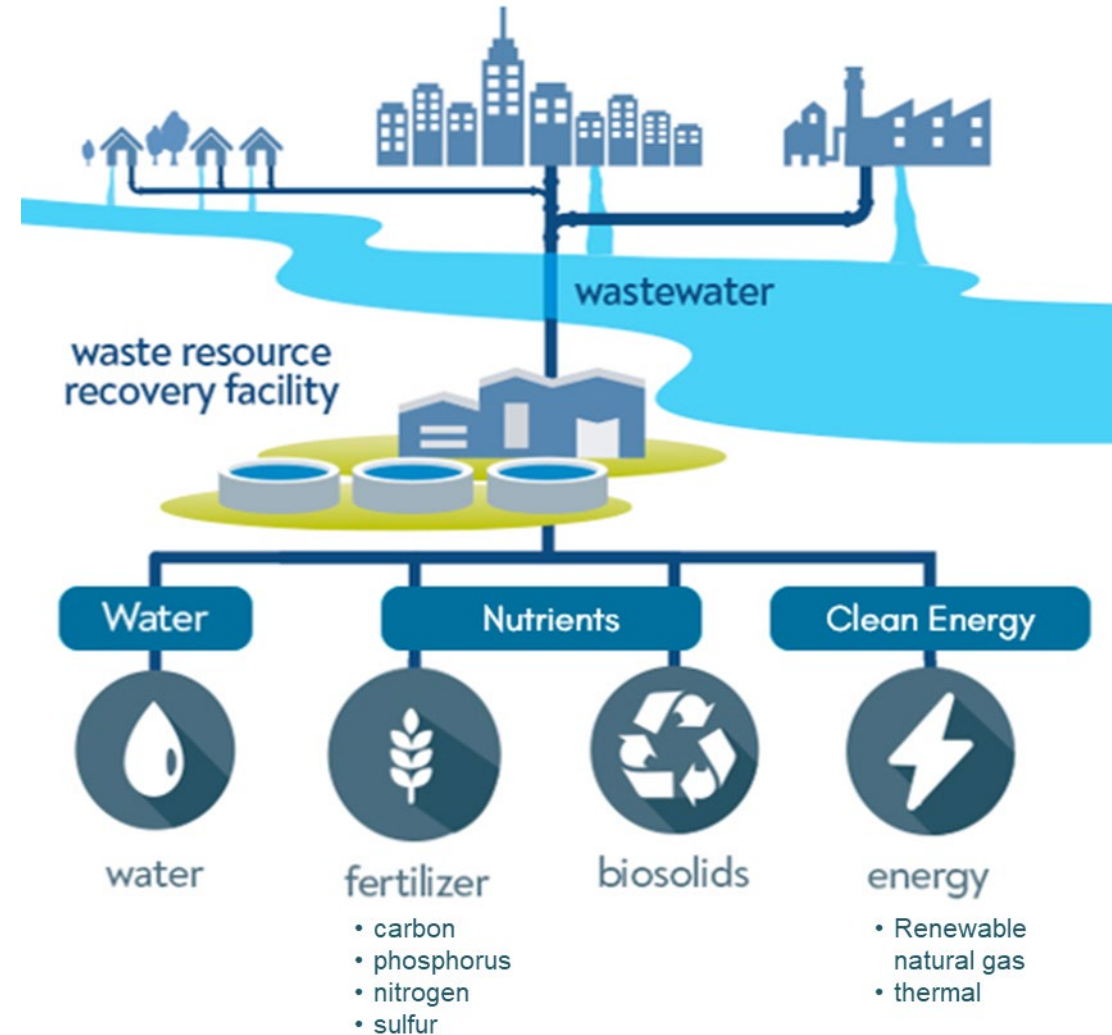 wastewater
waste resource
recovery facility
Water
Nutrients
Clean Energy
water
fertilizer
• carbon
• phosphorus
• nitrogen
• sulfur
biosolids
energy
• Renewable
natural gas
• thermal